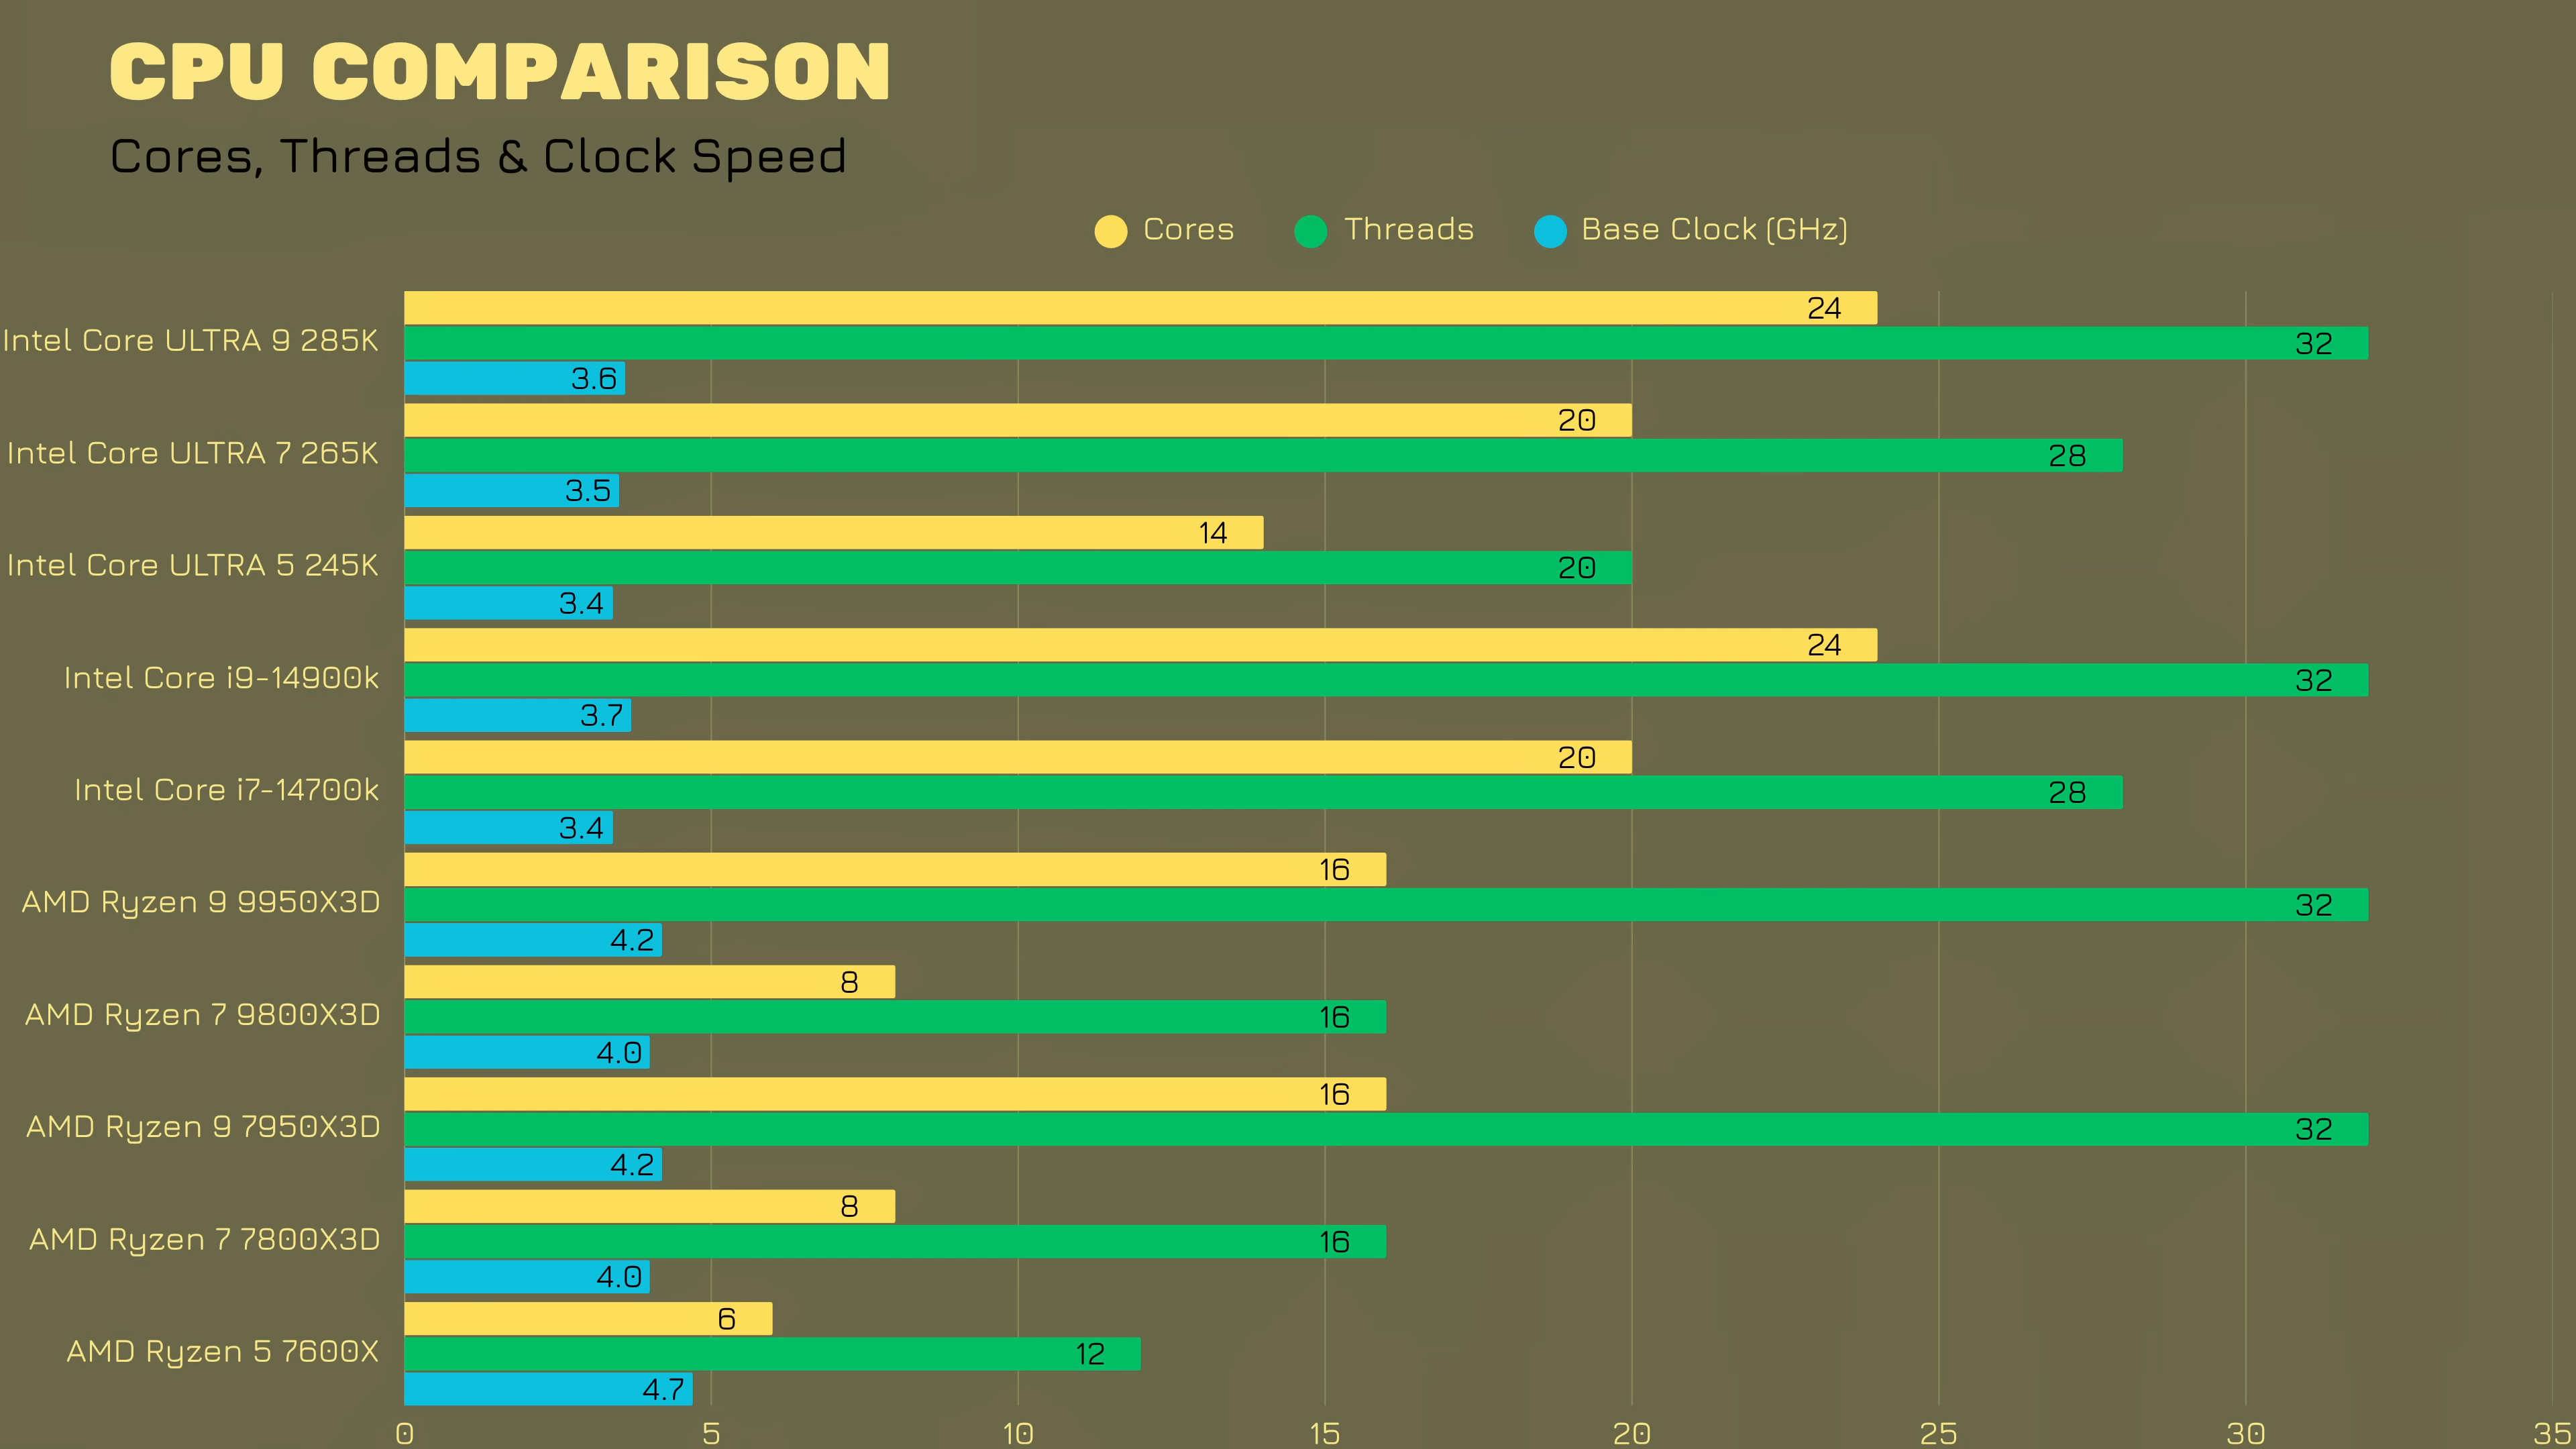 CPU COMPARISON
Cores, Threads & Clock Speed
Cores Threads Base Clock (GHz)
24
Intel Core ULTRA 9 285K 32
3.6
20
Intel Core ULTRA 7 265K 28
3.5
14
Intel Core ULTRA 5 245K 20
3.4
24
Intel Core i9-14900k 32
3.7
20
Intel Core i7-14700k 28
3.4
16
AMD Ryzen 9 9950X3D 32
4.2
8
AMD Ryzen 7 9800X3D 16
4.0
16
AMD Ryzen 9 7950X3D 32
4.2
8
AMD Ryzen 7 7800X3D 16
4.0
6
AMD Ryzen 5 7600X 12
4.7
0 5 10 15 20 25 30 35